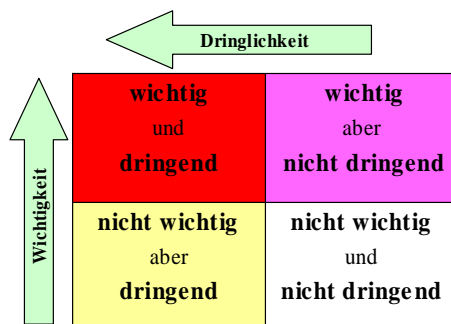 Dringlichkeit
Wichtigkeit
wichtig
und
dringend
wichtig
aber
nicht dringend
nicht wichtig
aber
dringend
nicht wichtig
und
nicht dringend